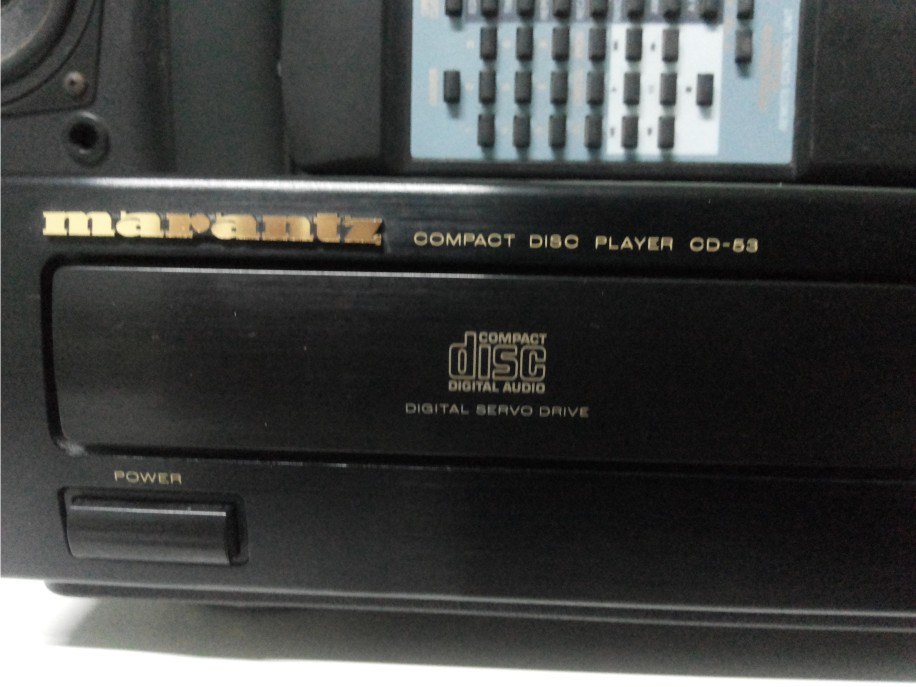 marantz COMPACT DISC PLAYER CD-53
COMPACT
disc
DIGITAL AUDIO
DIGITAL SERVO DRIVE
POWER